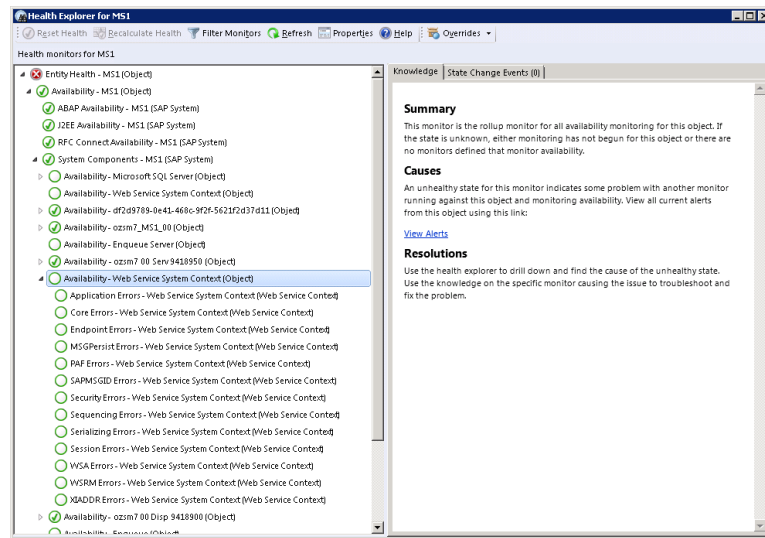 Health Explorer for MS1
Reset Health Recalculate Health Filter Monitors Refresh Properties Help Overrides
Health monitors for MS1
Entity Health - MS1 (Object)
Availability - MS1 (Object)
ABAP Availability - MS1 (SAP System)
J2EE Availability - MS1 (SAP System)
RFC Connect Availability - MS1 (SAP System)
System Components - MS1 (SAP System)
Availability - Microsoft SQL Server (Object)
Availability - Web Service System Context (Object)
Availability - df2d9789-0e41-468c-9f2f-5621f2d37d11 (Object)
Availability - ozsm7_MS1_00 (Object)
Availability - Enqueue Server (Object)
Availability - ozsm7 00 Serv 9418950 (Object)
Availability - Web Service System Context (Object)
Application Errors - Web Service System Context (Web Service Context)
Core Errors - Web Service System Context (Web Service Context)
Endpoint Errors - Web Service System Context (Web Service Context)
MSGPersist Errors - Web Service System Context (Web Service Context)
PAF Errors - Web Service System Context (Web Service Context)
SAPMSGID Errors - Web Service System Context (Web Service Context)
Security Errors - Web Service System Context (Web Service Context)
Sequencing Errors - Web Service System Context (Web Service Context)
Serializing Errors - Web Service System Context (Web Service Context)
Session Errors - Web Service System Context (Web Service Context)
WSA Errors - Web Service System Context (Web Service Context)
WSRM Errors - Web Service System Context (Web Service Context)
XIADDR Errors - Web Service System Context (Web Service Context)
Availability - ozsm7 00 Disp 9418900 (Object)
Knowledge State Change Events (0)
Summary
This monitor is the rollup monitor for all availability monitoring for this object. If
the state is unknown, either monitoring has not begun for this object or there are
no monitors defined that monitor availability.
Causes
An unhealthy state for this monitor indicates some problem with another monitor
running against this object and monitoring availability. View all current alerts
from this object using this link:
View Alerts
Resolutions
Use the health explorer to drill down and find the cause of the unhealthy state.
Use the knowledge on the specific monitor causing the issue to troubleshoot and
fix the problem.